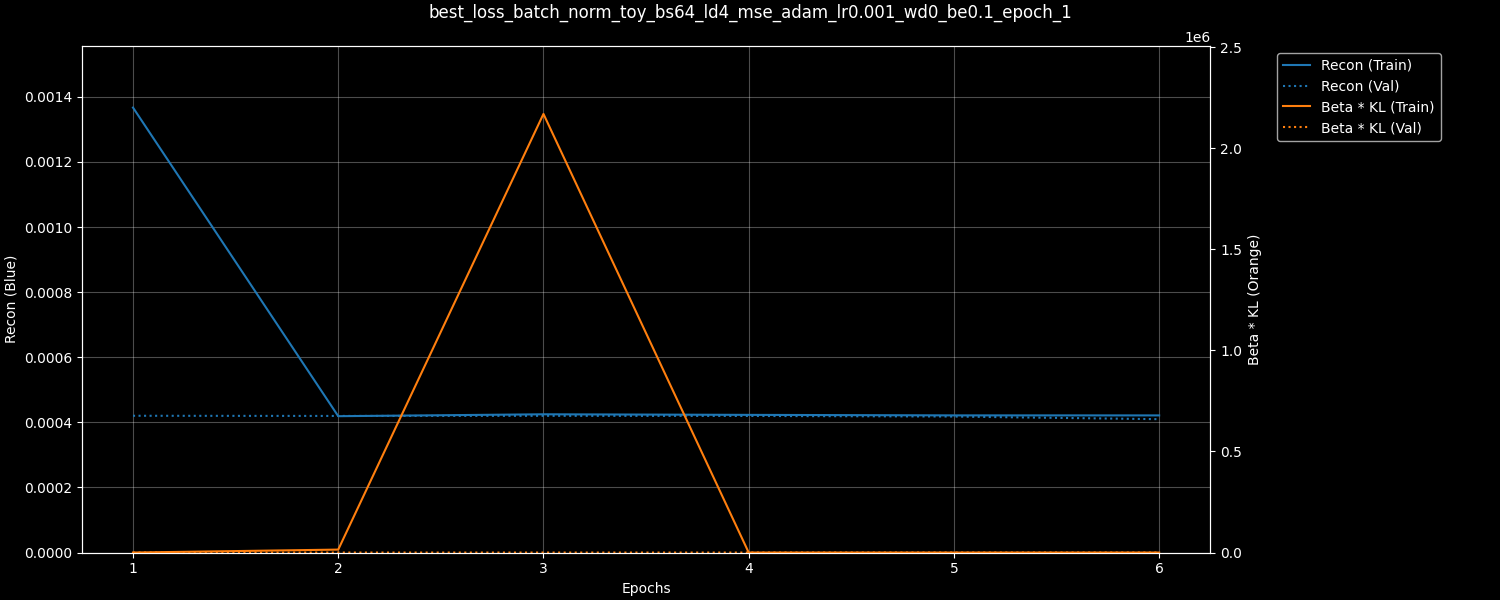 best_loss_batch_norm_toy_bs64_ld4_mse_adam_lr0.001_wd0_be0.1_epoch_1
1e6
Recon (Train)
Recon (Val)
Beta * KL (Train)
Beta * KL (Val)
Recon (Blue)
0.0014
0.0012
0.0010
0.0008
0.0006
0.0004
0.0002
0.0000
2.5
2.0
1.5
1.0
0.5
0.0
Beta * KL (Orange)
1 2 3 4 5 6
Epochs